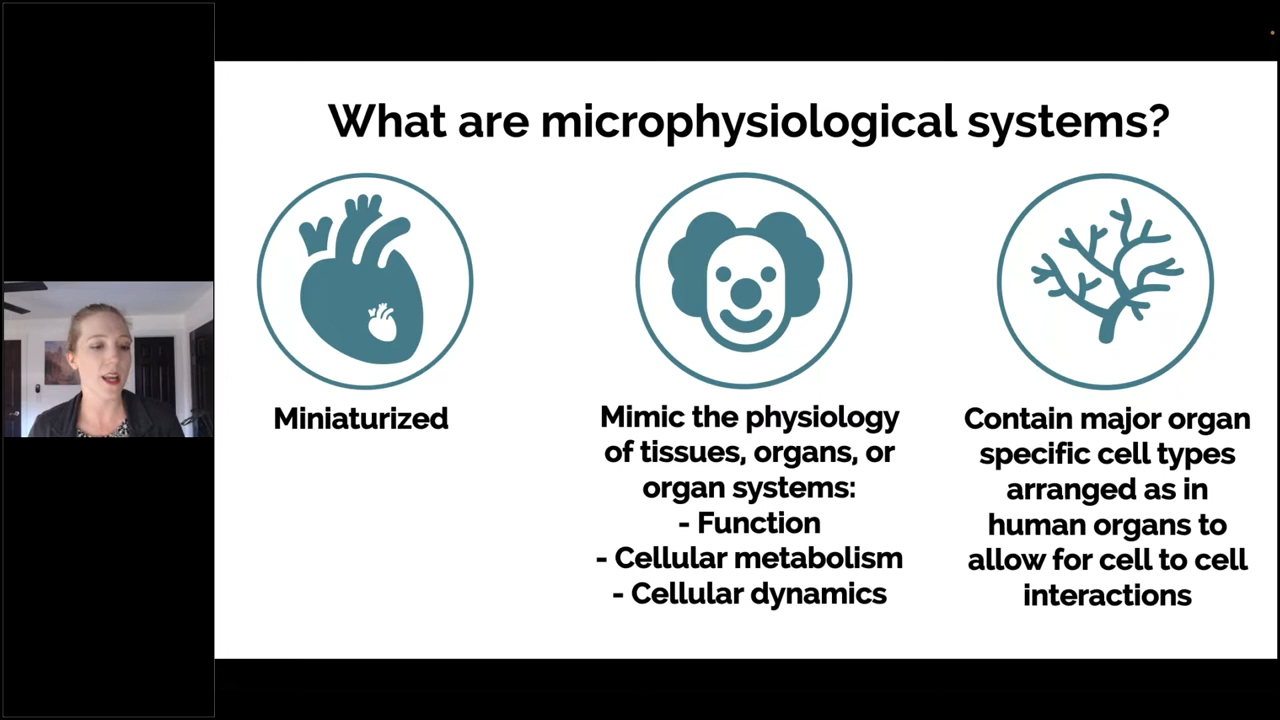 What are microphysiological systems?
Miniaturized
Mimic the physiology
of tissues, organs, or
organ systems:
- Function
- Cellular metabolism
- Cellular dynamics
Contain major organ
specific cell types
arranged as in
human organs to
allow for cell to cell
interactions